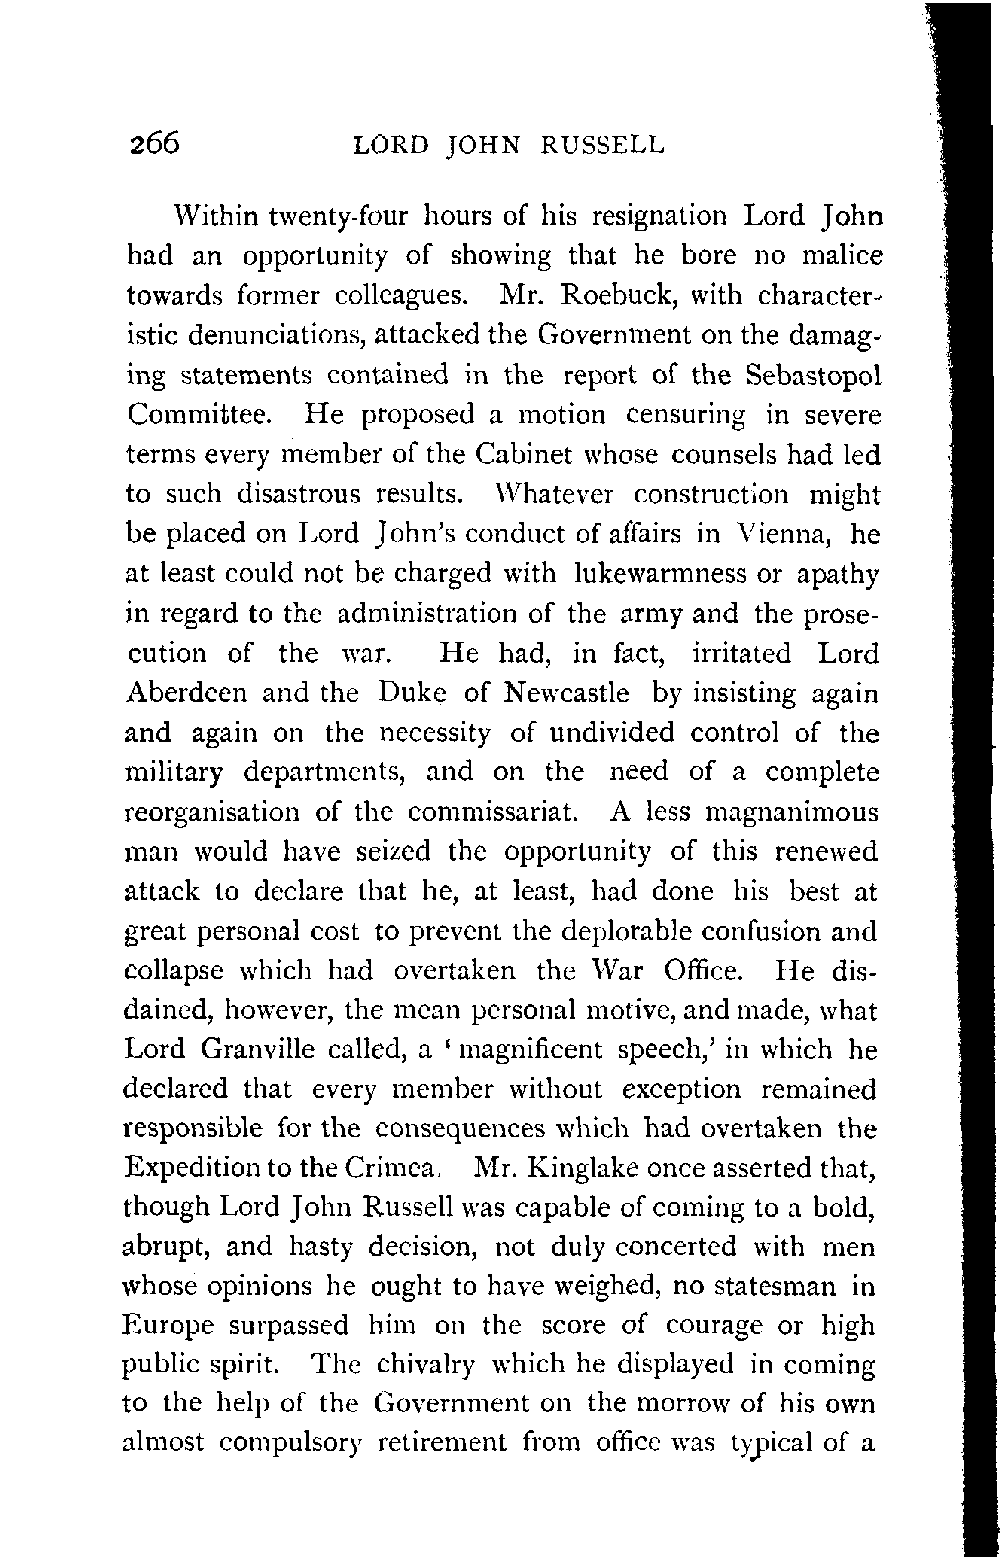 266 LORD JOHN RUSSELL
Within twenty-four hours of his resignation Lord John
had an opportunity of showing that he bore no malice
towards former colleagues. Mr. Roebuck, with character-
istic denunciations, attacked the Government on the damag-
ing statements contained in the report of the Sebastopol
Committee. He proposed a motion censuring in severe
terms every member of the Cabinet whose counsels had led
to such disastrous results. Whatever construction might
be placed on Lord John's conduct of affairs in Vienna, he
at least could not be charged with lukewarmness or apathy
in regard to the administration of the army and the prose-
cution of the war. He had, in fact, irritated Lord
Aberdeen and the Duke of Newcastle by insisting again
and again on the necessity of undivided control of the
military departments, and on the need of a complete
reorganisation of the commissariat. A less magnanimous
man would have seized the opportunity of this renewed
attack to declare that he, at least, had done his best at
great personal cost to prevent the deplorable confusion and
collapse which had overtaken the War Office. He dis-
dained, however, the mean personal motive, and made, what
Lord Granville called, a ‘magnificent speech,’ in which he
declared that every member without exception remained
responsible for the consequences which had overtaken the
Expedition to the Crimea. Mr. Kinglake once asserted that,
though Lord John Russell was capable of coming to a bold,
abrupt, and hasty decision, not duly concerted with men
whose opinions he ought to have weighed, no statesman in
Europe surpassed him on the score of courage or high
public spirit. The chivalry which he displayed in coming
to the help of the Government on the morrow of his own
almost compulsory retirement from office was typical of a